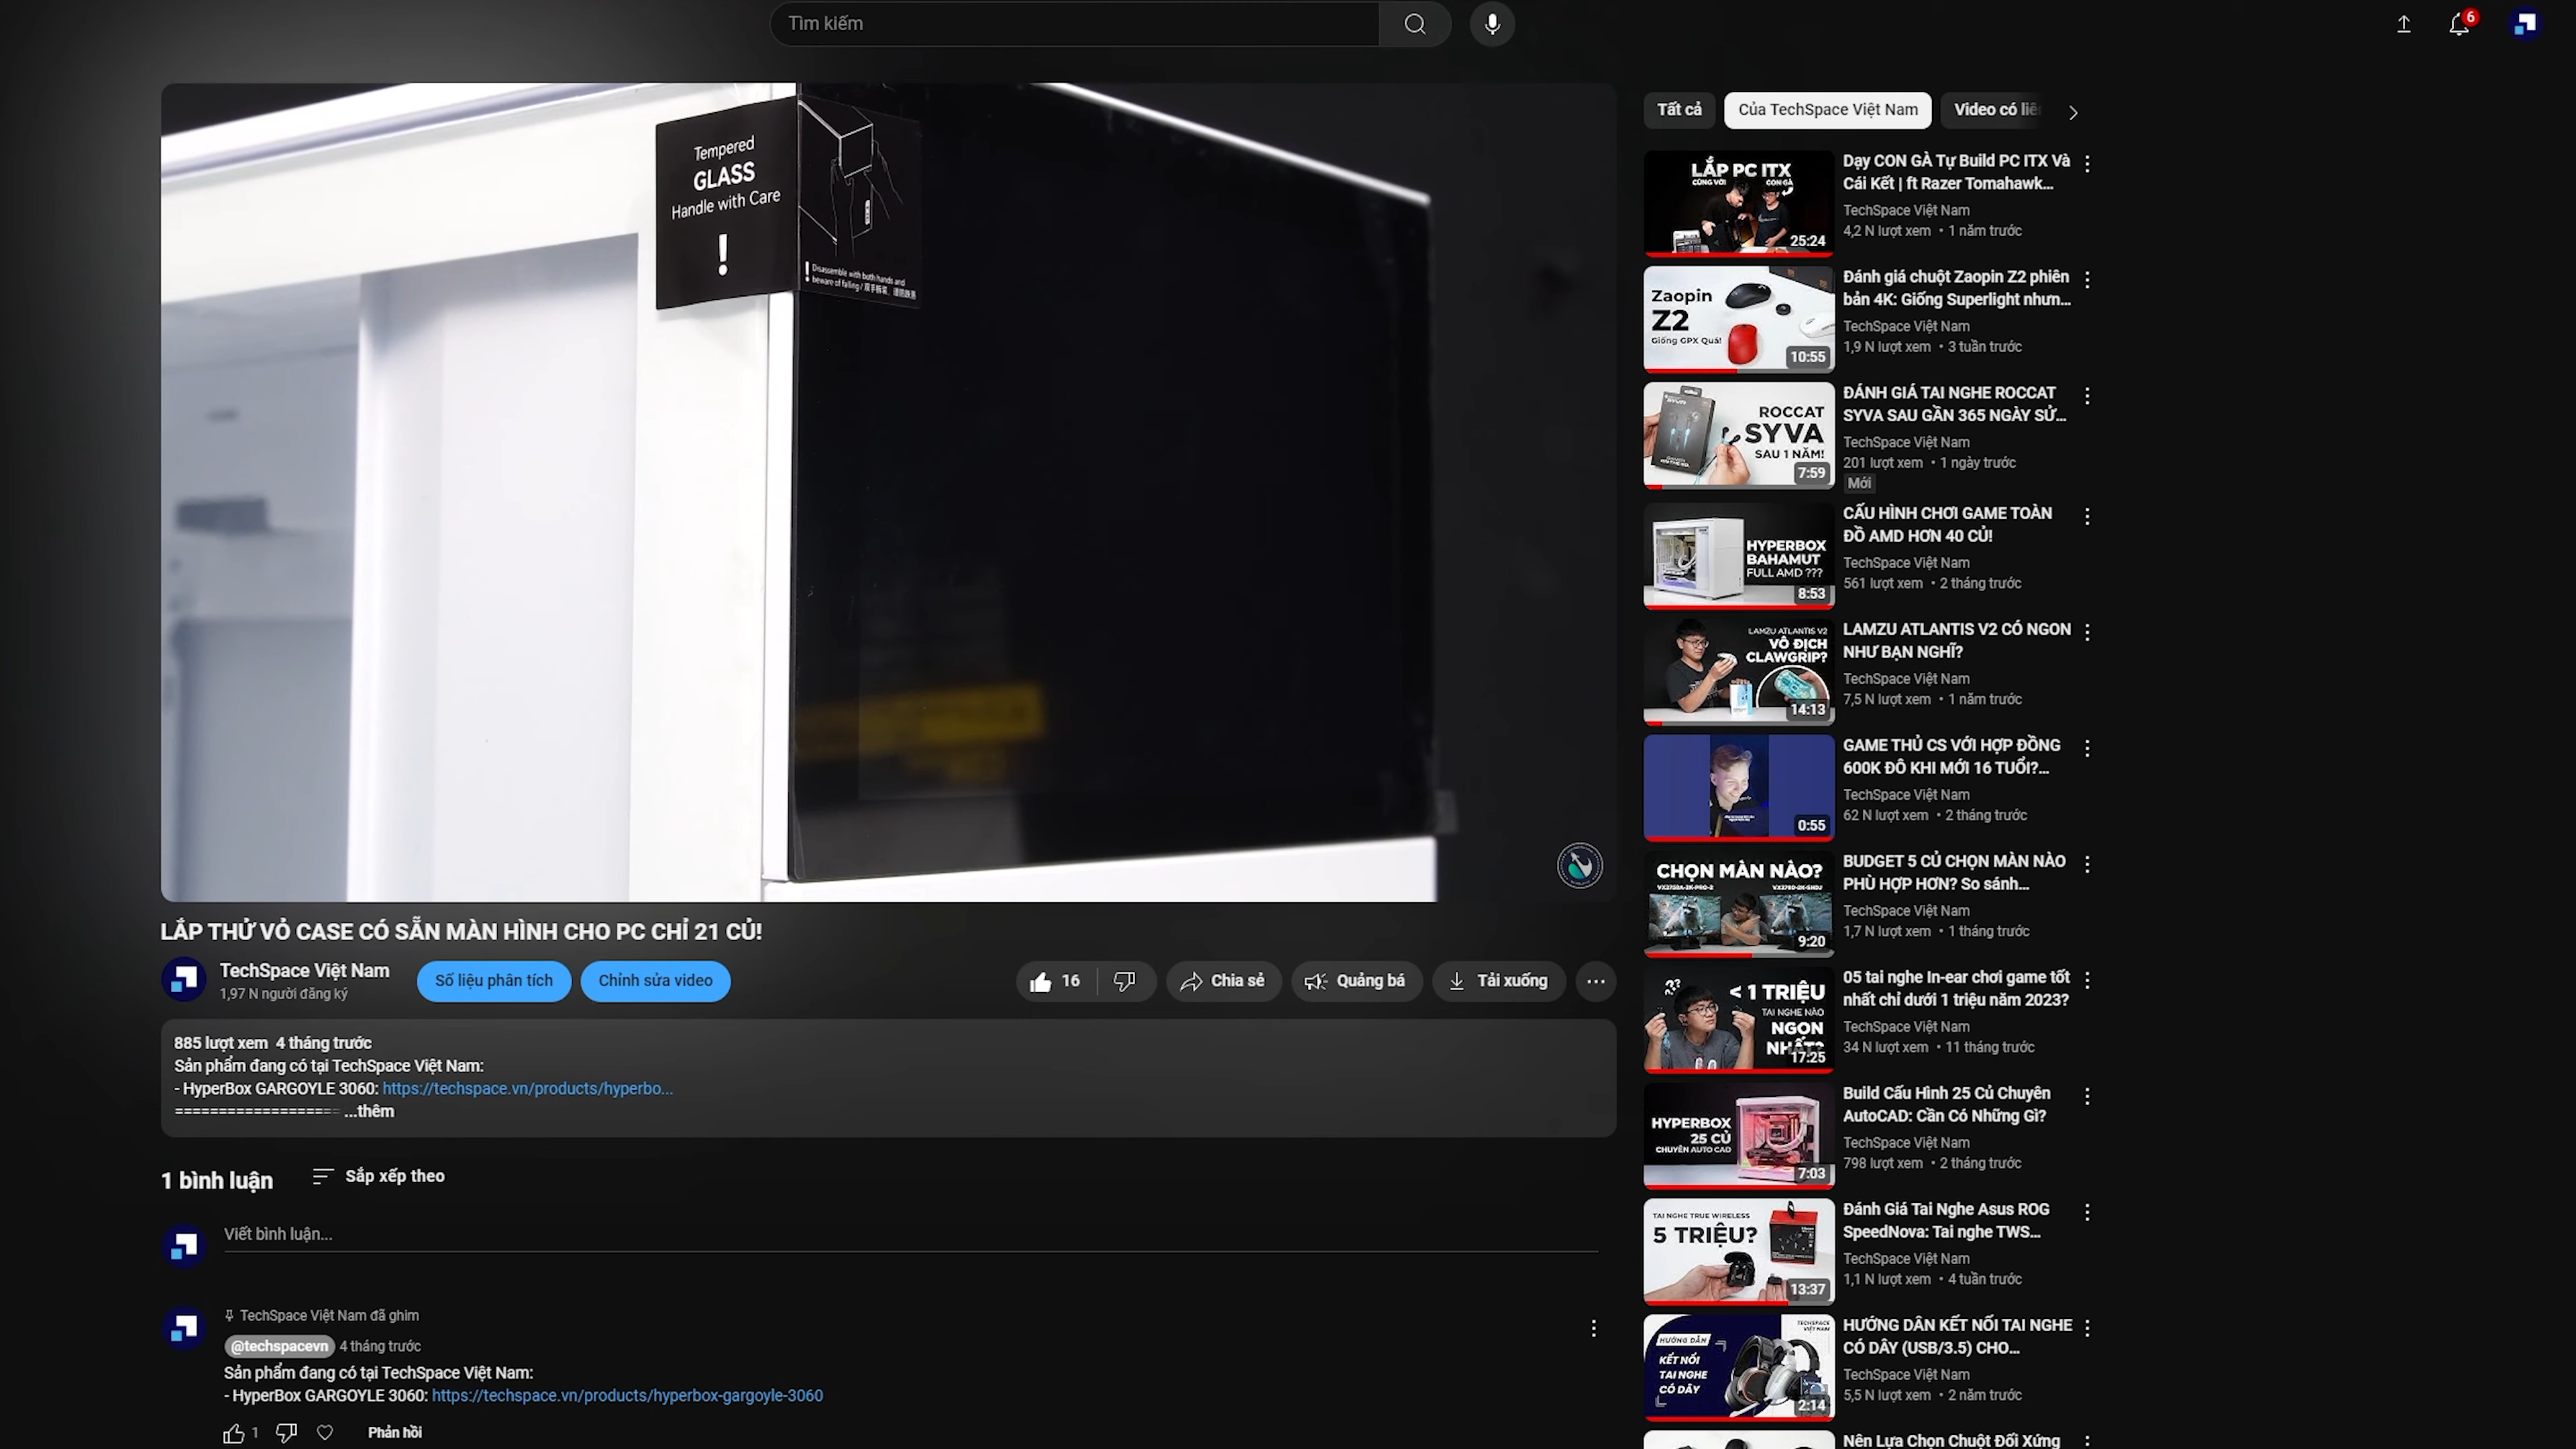 Tìm kiếm
6
Tempered
GLASS
Handle with Care
!
! Disassemble with both hands and
beware of falling /
LẮP THỬ VỎ CASE CÓ SẴN MÀN HÌNH CHO PC CHỈ 21 CỦ!
TechSpace Việt Nam
1,97 N người đăng ký
Số liệu phân tích
Chỉnh sửa video
16
Chia sẻ
Quảng bá
Tải xuống
885 lượt xem 4 tháng trước
Sản phẩm đang có tại TechSpace Việt Nam:
- HyperBox GARGOYLE 3060: https://techspace.vn/products/hyperbo...
=================== ...thêm
1 bình luận
Sắp xếp theo
Viết bình luận...
TechSpace Việt Nam đã ghim
@techspacevn 4 tháng trước
Sản phẩm đang có tại TechSpace Việt Nam:
- HyperBox GARGOYLE 3060: https://techspace.vn/products/hyperbox-gargoyle-3060
1
Phản hồi
Tất cả
Của TechSpace Việt Nam
Video có liê
LẮP PC ITX
CÙNG VỚI CON GÀ
25:24
Dạy CON GÀ Tự Build PC ITX Và
Cái Kết | ft Razer Tomahawk...
TechSpace Việt Nam
4,2 N lượt xem • 1 năm trước
Zaopin
Z2
Giống GPX Quá!
10:55
Đánh giá chuột Zaopin Z2 phiên
bản 4K: Giống Superlight nhưn...
TechSpace Việt Nam
1,9 N lượt xem • 3 tuần trước
ROCCAT
SYVA
SAU 1 NĂM!
7:59
ĐÁNH GIÁ TAI NGHE ROCCAT
SYVA SAU GẦN 365 NGÀY SỬ...
TechSpace Việt Nam
201 lượt xem • 1 ngày trước
Mới
HYPERBOX
BAHAMUT
FULL AMD ???
8:53
CẤU HÌNH CHƠI GAME TOÀN
ĐỒ AMD HƠN 40 CỦ!
TechSpace Việt Nam
561 lượt xem • 2 tháng trước
LAMZU ATLANTIS V2
VÔ ĐỊCH
CLAWGRIP?
14:13
LAMZU ATLANTIS V2 CÓ NGON
NHƯ BẠN NGHĨ?
TechSpace Việt Nam
7,5 N lượt xem • 1 năm trước
0:55
GAME THỦ CS VỚI HỢP ĐỒNG
600K ĐÔ KHI MỚI 16 TUỔI?...
TechSpace Việt Nam
62 N lượt xem • 2 tháng trước
CHỌN MÀN NÀO?
9:20
BUDGET 5 CỦ CHỌN MÀN NÀO
PHÙ HỢP HƠN? So sánh...
TechSpace Việt Nam
1,7 N lượt xem • 1 tháng trước
??
< 1 TRIỆU
TAI NGHE NÀO
NGON
NHẤT?
17:25
05 tai nghe In-ear chơi game tốt
nhất chỉ dưới 1 triệu năm 2023?
TechSpace Việt Nam
34 N lượt xem • 11 tháng trước
HYPERBOX
25 CỦ
CHUYÊN AUTO CAD
7:03
Build Cấu Hình 25 Củ Chuyên
AutoCAD: Cần Có Những Gì?
TechSpace Việt Nam
798 lượt xem • 2 tháng trước
TAI NGHE TRUE WIRELESS
5 TRIỆU?
13:37
Đánh Giá Tai Nghe Asus ROG
SpeedNova: Tai nghe TWS...
TechSpace Việt Nam
1,1 N lượt xem • 4 tuần trước
TECHSPACE
VIỆT NAM
HƯỚNG DẪN
KẾT NỐI
TAI NGHE
CÓ DÂY
2:14
HƯỚNG DẪN KẾT NỐI TAI NGHE
CÓ DÂY (USB/3.5) CHO...
TechSpace Việt Nam
5,5 N lượt xem • 2 năm trước
Nên Lựa Chọn Chuột Đối Xứng